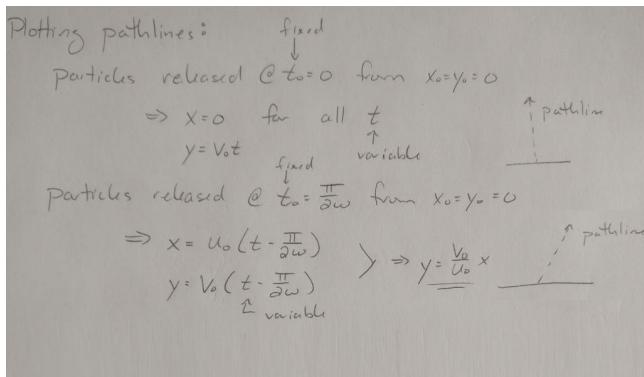 Plotting pathlines:
fixed
↓
particles released @ t₀=0 from x₀=y₀=0
⇒ x=0 for all t
y = V₀t
↑
variable
pathline
fixed
↓
particles released @ t₀ = π/2ω from x₀=y₀=0
⇒ x = u₀(t - π/2ω)
y = V₀(t - π/2ω)
⇒ y = V₀/u₀ x
↑ variable
pathline